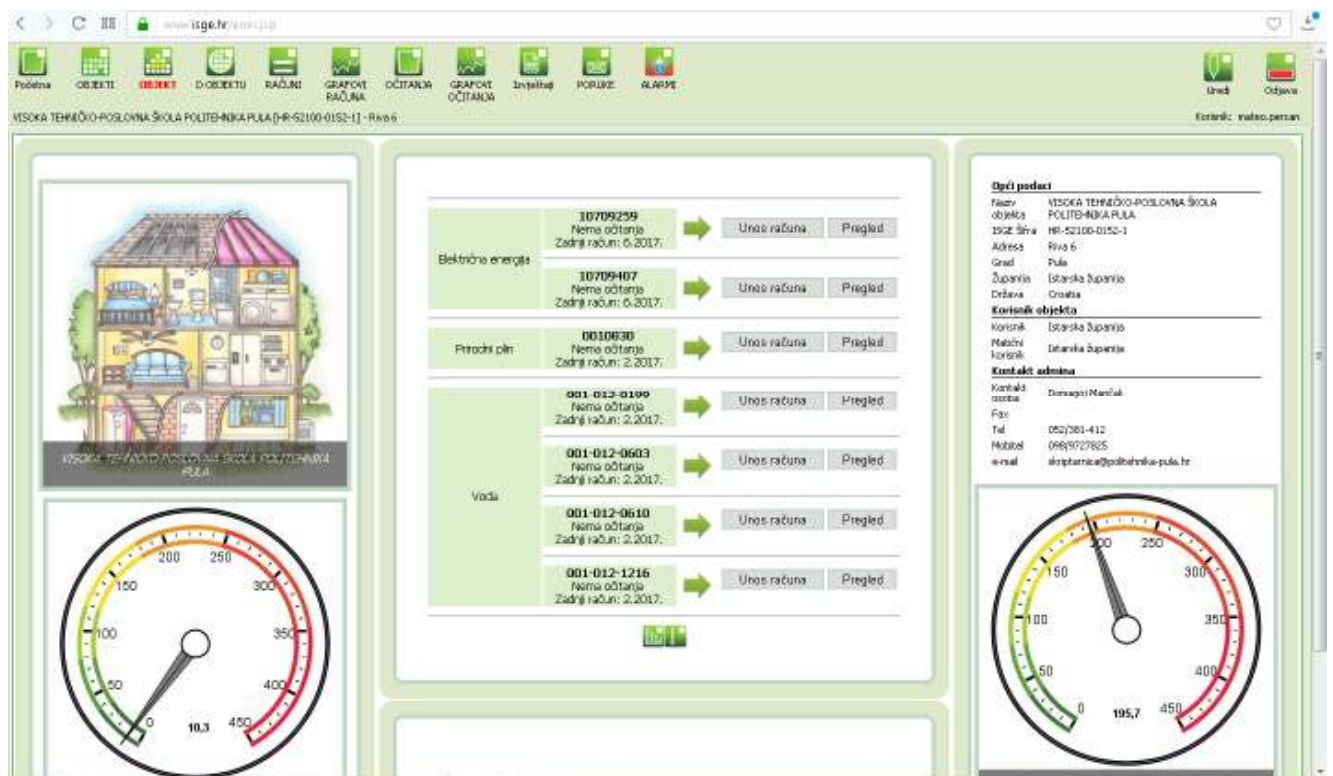 www.isge.hr
Početna
OBJEKTI
OBJEKT
O OBJEKTU
RAČUNI
GRAFOVI
RAČUNA
OČITANJA
GRAFOVI
OČITANJA
Izvještaji
PORUKE
ALARMI
Uredi
Odjava
VISOKA TEHNIČKO-POSLOVNA ŠKOLA POLITEHNIKA PULA [HR-52100-0152-1] - Riva 6
Korisnik: mateo.persan
VISOKA TEHNIČKO-POSLOVNA ŠKOLA POLITEHNIKA
PULA
0
50
100
150
200
250
300
350
400
450
10,3
Električna energija
10709259
Nema očitanja
Zadnji račun: 6.2017.
Unos računa
Pregled
10709407
Nema očitanja
Zadnji račun: 6.2017.
Unos računa
Pregled
Prirodni plin
0010630
Nema očitanja
Zadnji račun: 2.2017.
Unos računa
Pregled
Voda
001-012-0199
Nema očitanja
Zadnji račun: 2.2017.
Unos računa
Pregled
001-012-0603
Nema očitanja
Zadnji račun: 2.2017.
Unos računa
Pregled
001-012-0610
Nema očitanja
Zadnji račun: 2.2017.
Unos računa
Pregled
001-012-1216
Nema očitanja
Zadnji račun: 2.2017.
Unos računa
Pregled
Opći podaci
Naziv objekta VISOKA TEHNIČKO-POSLOVNA ŠKOLA
POLITEHNIKA PULA
ISGE Šifra HR-52100-0152-1
Adresa Riva 6
Grad Pula
Županija Istarska županija
Država Croatia
Korisnik objekta
Korisnik Istarska županija
Matični korisnik Istarska županija
Kontakt admina
Kontakt osoba Domagoj
Fax
Tel 052/381-412
Mobitel 098/9727825
e-mail skriptarnica@politehnika-pula.hr
0
50
100
150
200
250
300
350
400
450
195,7